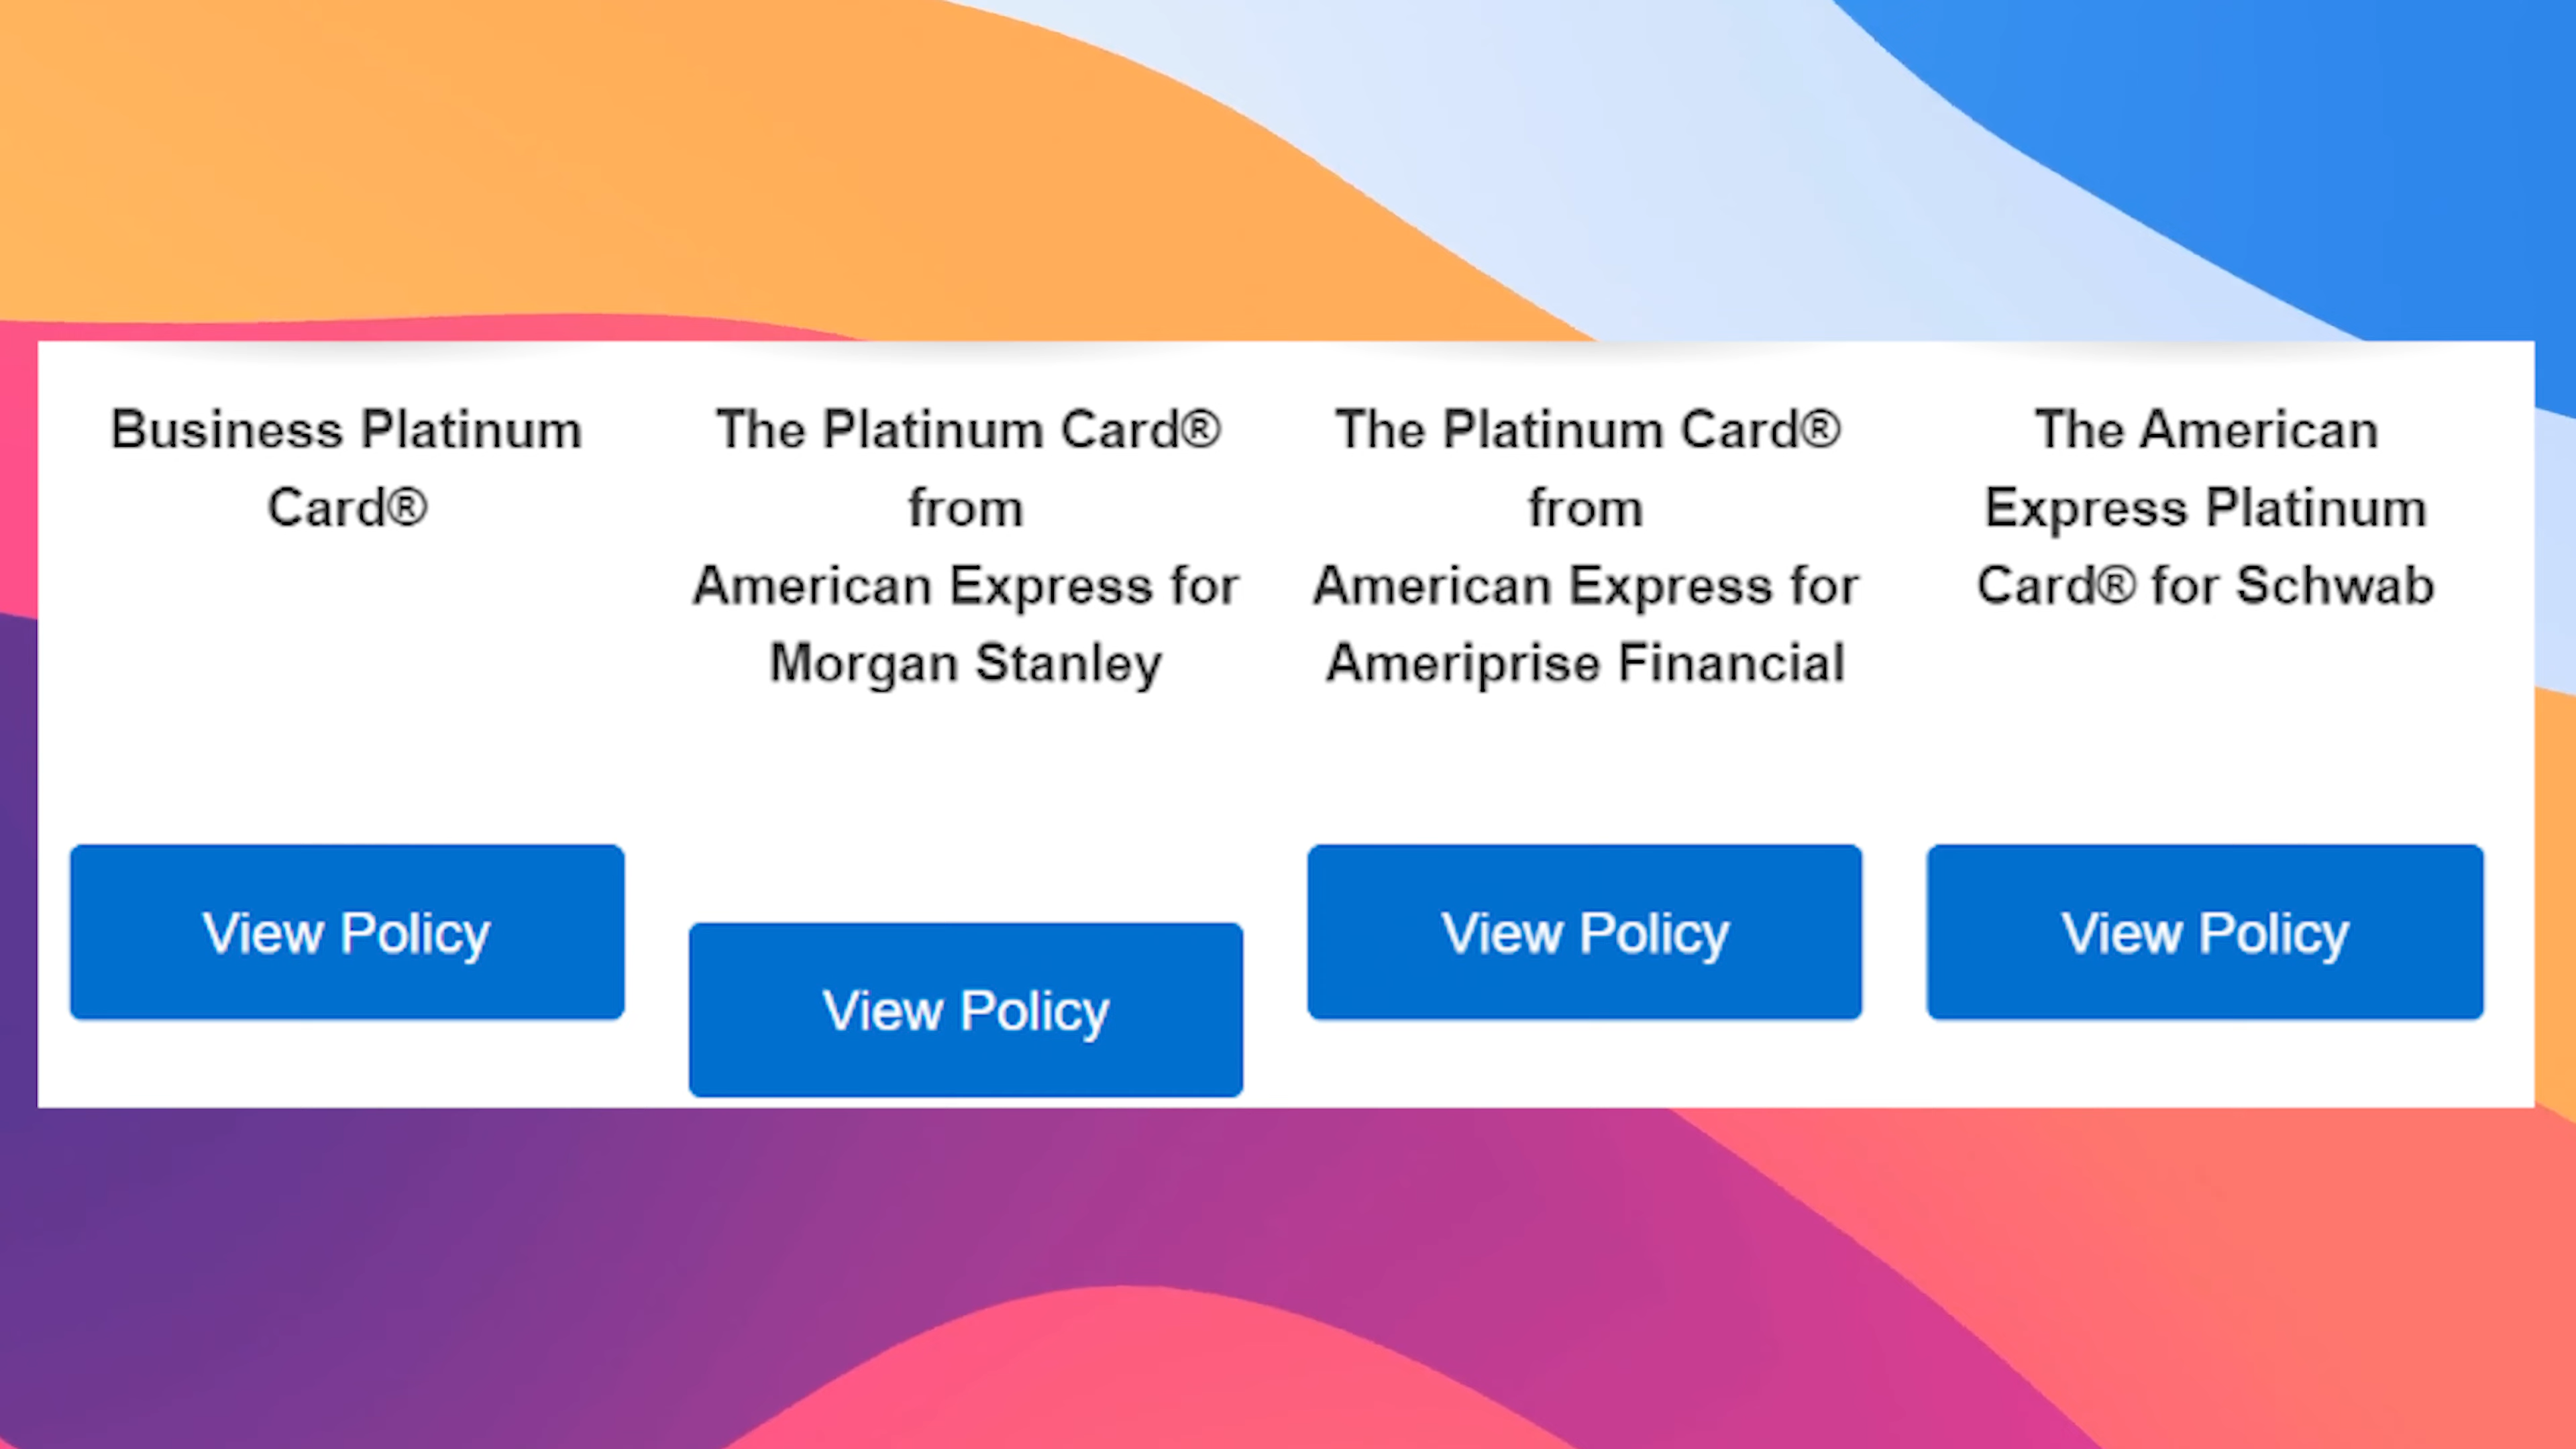 Business Platinum
Card®
View Policy
The Platinum Card®
from
American Express for
Morgan Stanley
View Policy
The Platinum Card®
from
American Express for
Ameriprise Financial
View Policy
The American
Express Platinum
Card® for Schwab
View Policy